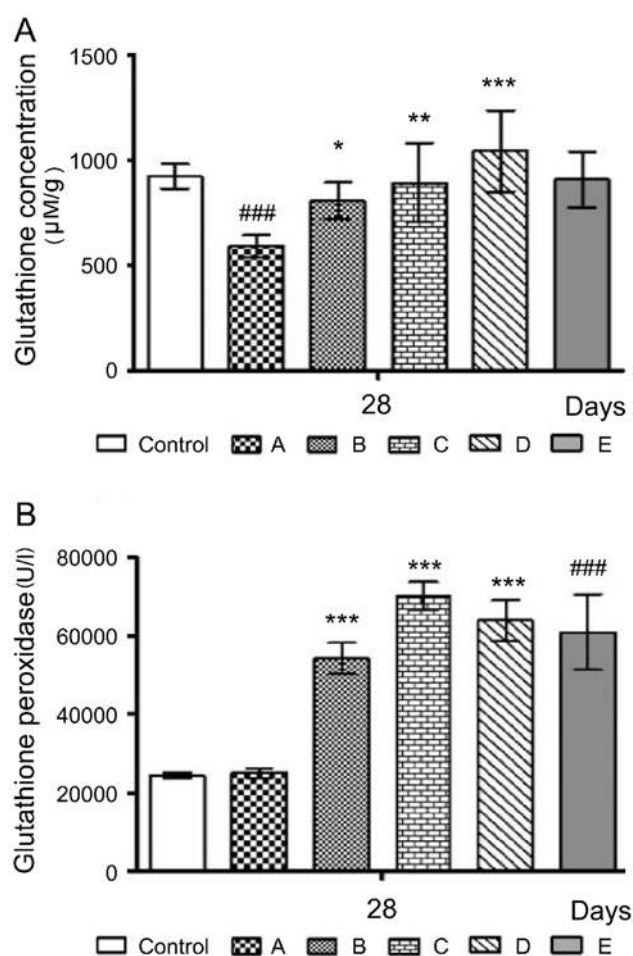 A
Glutathione concentration
(μM/g)
1500
1000
500
0
###
*
**
***
28
Days
Control A B C D E
B
Glutathione peroxidase(U/l)
80000
60000
40000
20000
0
***
***
***
###
28
Days
Control A B C D E